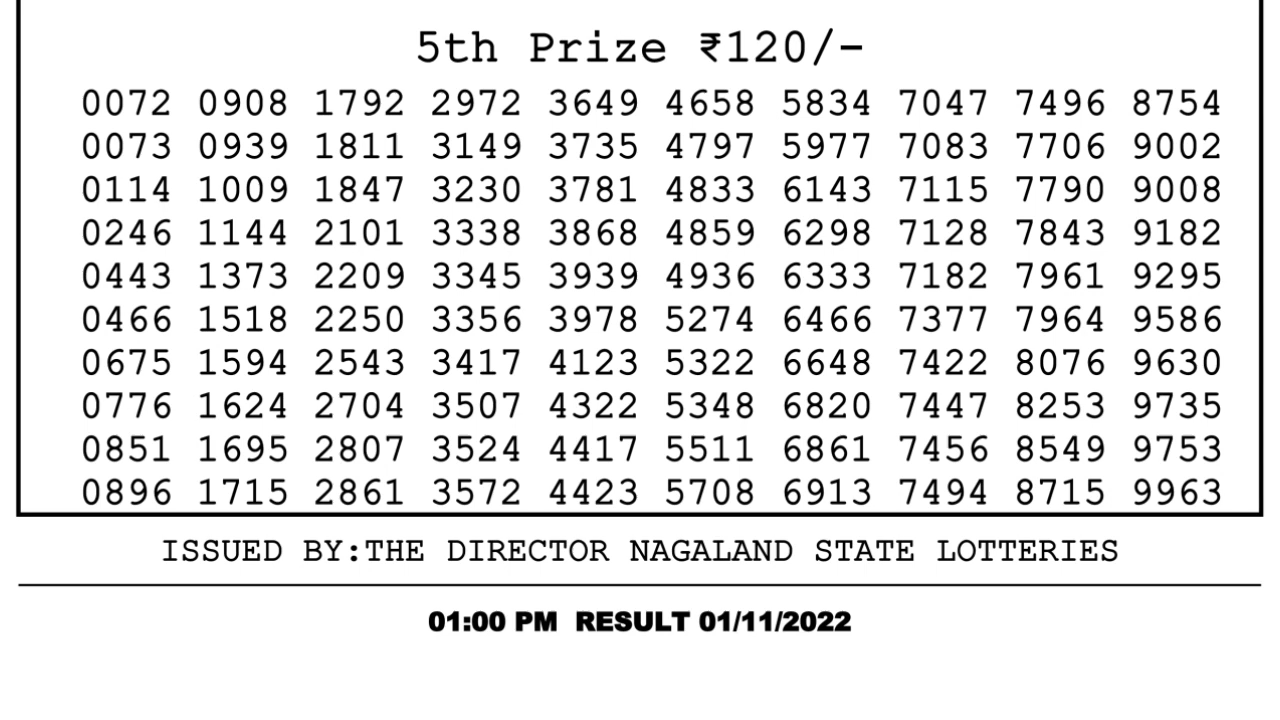 5th Prize ₹120/-
0072 0908 1792 2972 3649 4658 5834 7047 7496 8754
0073 0939 1811 3149 3735 4797 5977 7083 7706 9002
0114 1009 1847 3230 3781 4833 6143 7115 7790 9008
0246 1144 2101 3338 3868 4859 6298 7128 7843 9182
0443 1373 2209 3345 3939 4936 6333 7182 7961 9295
0466 1518 2250 3356 3978 5274 6466 7377 7964 9586
0675 1594 2543 3417 4123 5322 6648 7422 8076 9630
0776 1624 2704 3507 4322 5348 6820 7447 8253 9735
0851 1695 2807 3524 4417 5511 6861 7456 8549 9753
0896 1715 2861 3572 4423 5708 6913 7494 8715 9963
ISSUED BY:THE DIRECTOR NAGALAND STATE LOTTERIES
01:00 PM RESULT 01/11/2022